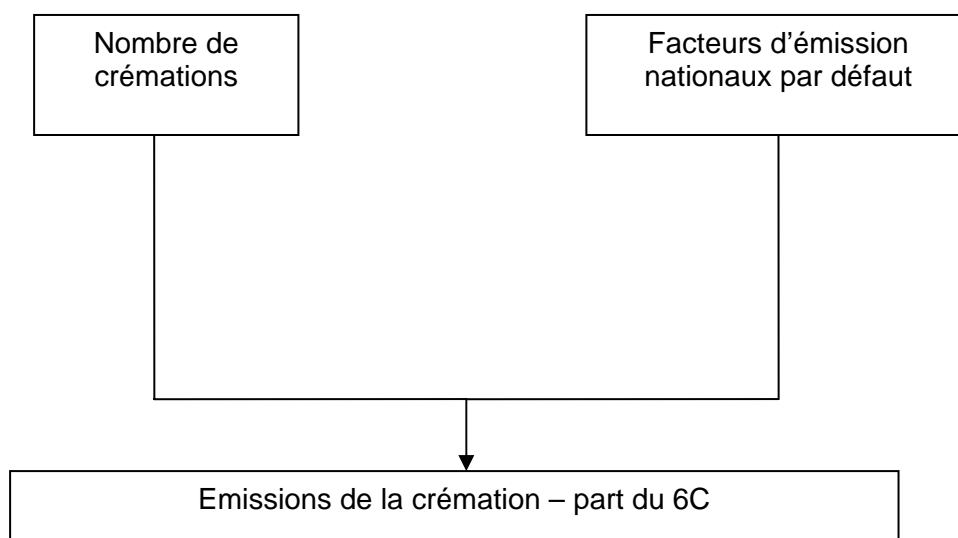 Nombre de
crémations
Facteurs d’émission
nationaux par défaut
Emissions de la crémation – part du 6C